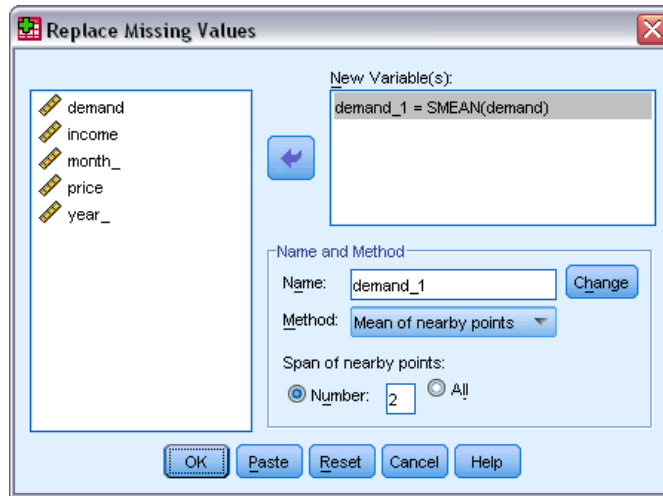 Replace Missing Values
New Variable(s):
demand
income
month_
price
year_
demand_1 = SMEAN(demand)
Name and Method
Name: demand_1 Change
Method: Mean of nearby points
Span of nearby points:
Number: 2 All
OK Paste Reset Cancel Help